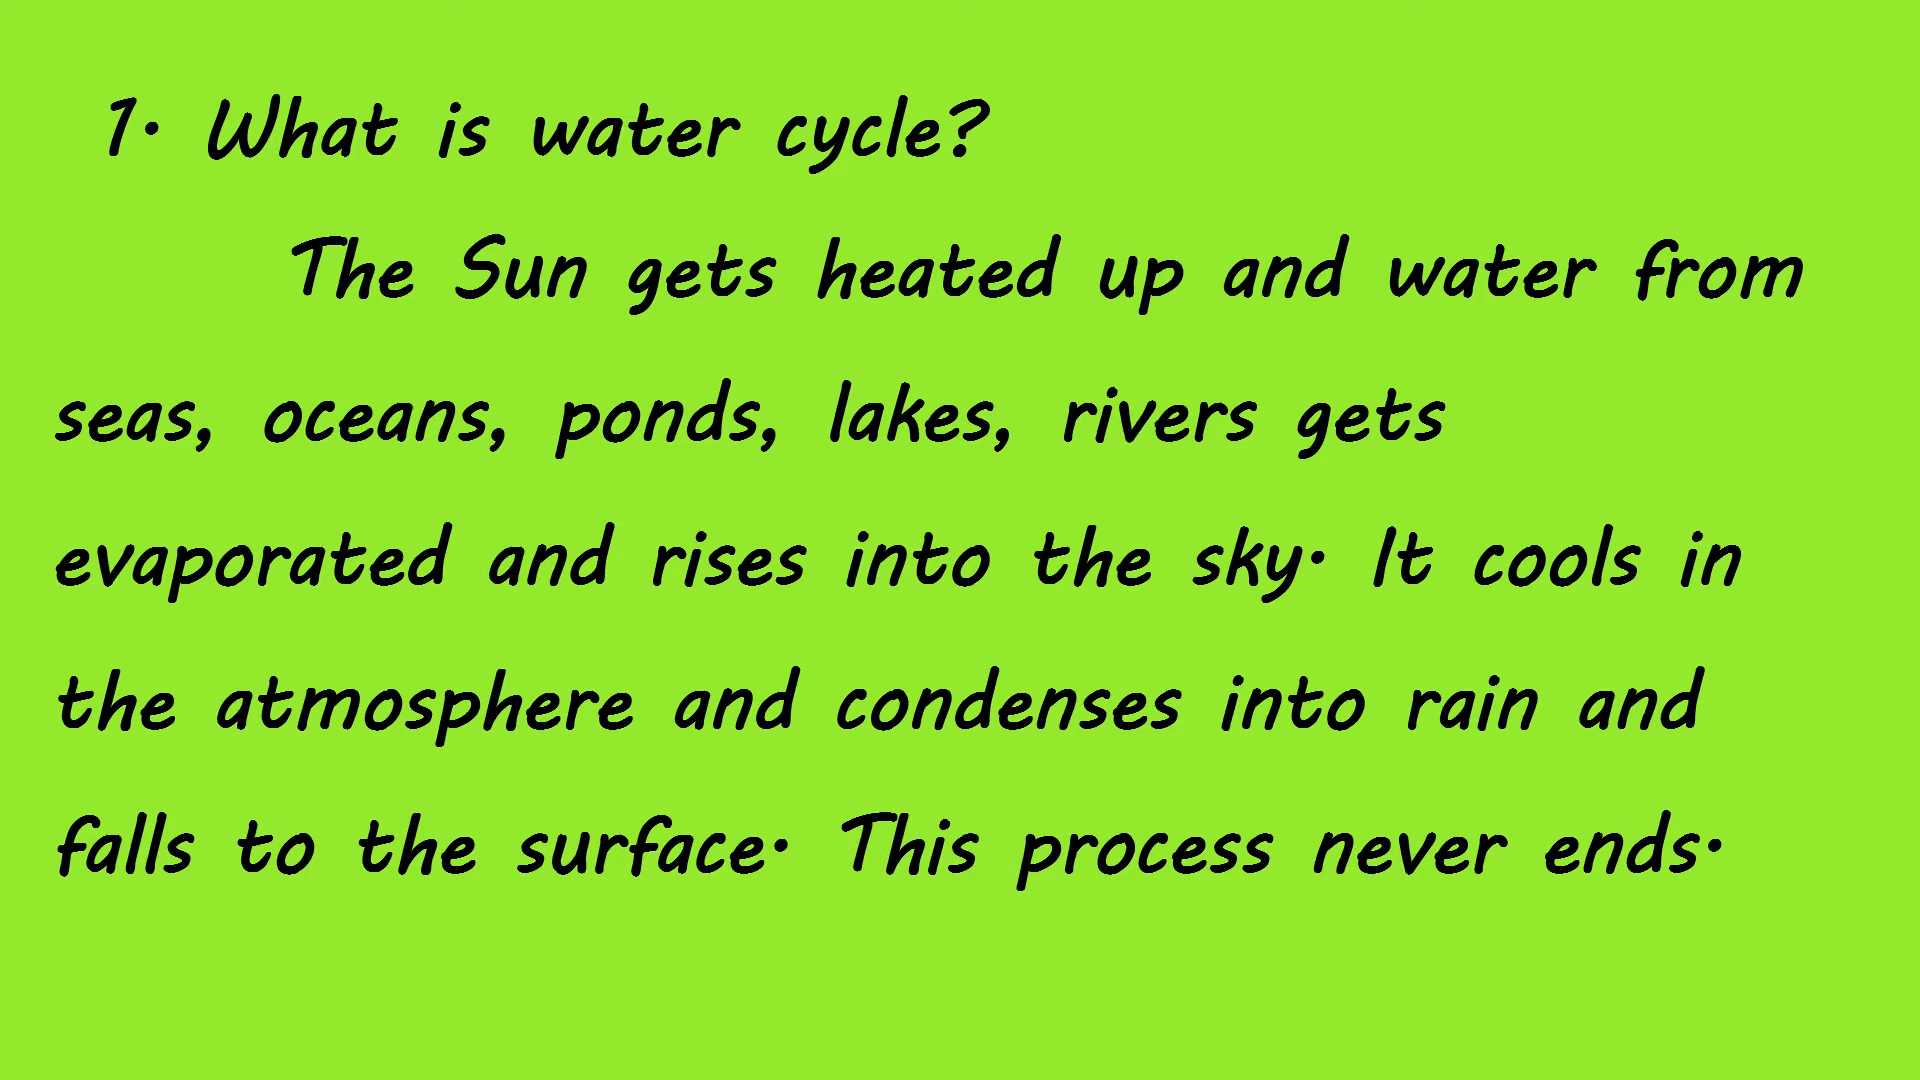 1. What is water cycle?
The Sun gets heated up and water from
seas, oceans, ponds, lakes, rivers gets
evaporated and rises into the sky. It cools in
the atmosphere and condenses into rain and
falls to the surface. This process never ends.